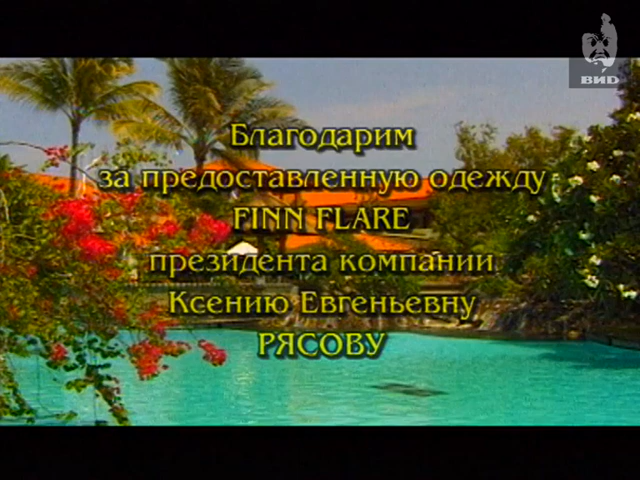 ВИD
Благодарим
за предоставленную одежду
FINN FLARE
президента компании
Ксению Евгеньевну
РЯСОВУ